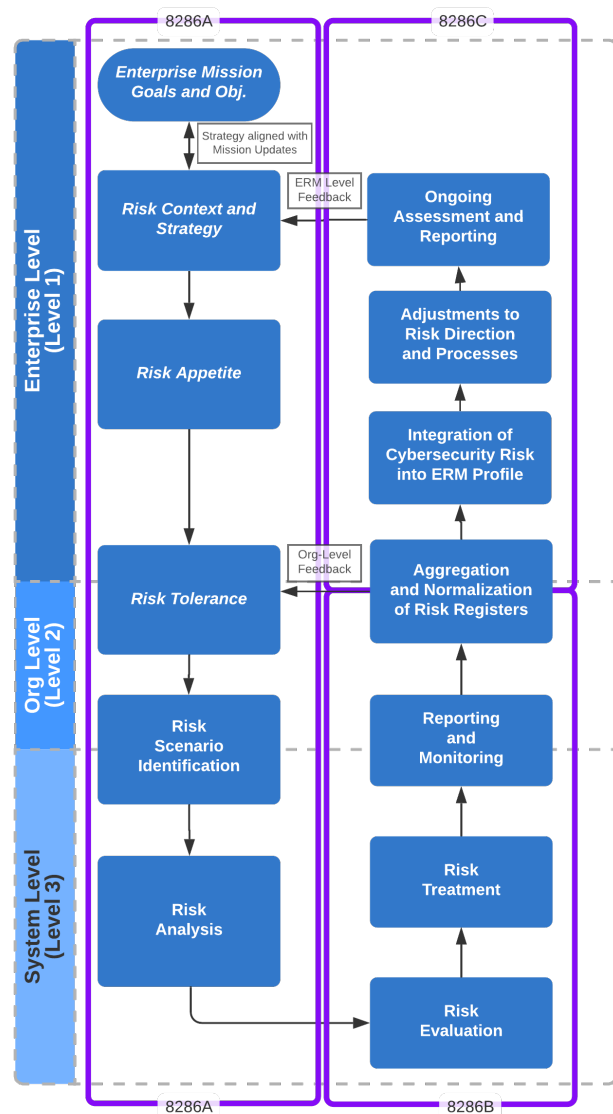 8286A
8286C
Enterprise Level
(Level 1)
Org Level
(Level 2)
System Level
(Level 3)
Enterprise Mission
Goals and Obj.
Strategy aligned with
Mission Updates
Risk Context and
Strategy
ERM Level
Feedback
Ongoing
Assessment and
Reporting
Risk Appetite
Adjustments to
Risk Direction
and Processes
Integration of
Cybersecurity Risk
into ERM Profile
Risk Tolerance
Org-Level
Feedback
Aggregation
and Normalization
of Risk Registers
Risk
Scenario
Identification
Reporting
and
Monitoring
Risk
Analysis
Risk
Treatment
Risk
Evaluation
8286A
8286B